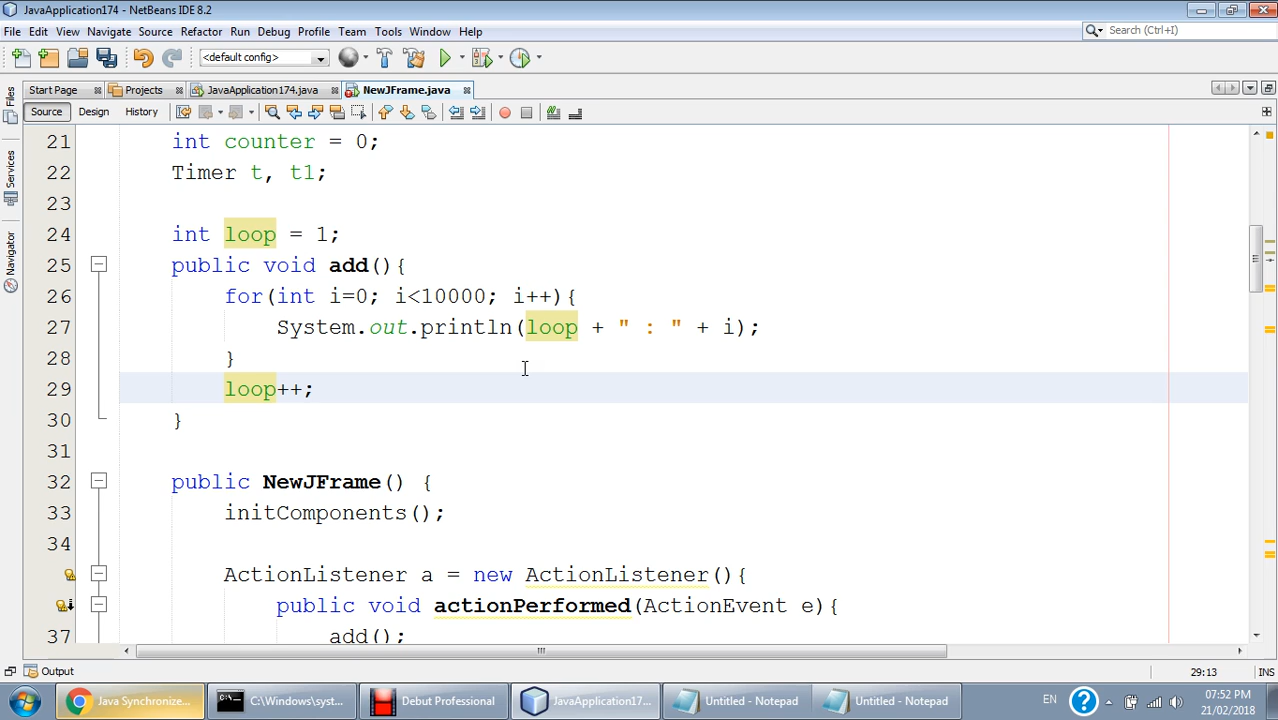 JavaApplication174 - NetBeans IDE 8.2
File Edit View Navigate Source Refactor Run Debug Profile Team Tools Window Help
Search (Ctrl+I)
<default config>
Start Page Projects JavaApplication174.java NewJFrame.java
Files
Services
Navigator
Source Design History
21 int counter = 0;
22 Timer t, t1;
23
24 int loop = 1;
25 public void add(){
26 for(int i=0; i<10000; i++){
27 System.out.println(loop + " : " + i);
28 }
29 loop++;
30 }
31
32 public NewJFrame() {
33 initComponents();
34
ActionListener a = new ActionListener(){
public void actionPerformed(ActionEvent e){
37 add();
Output
29:13 INS
Java Synchronize... C:\Windows\syst... Debut Professional JavaApplication17... Untitled - Notepad Untitled - Notepad EN 07:52 PM
21/02/2018